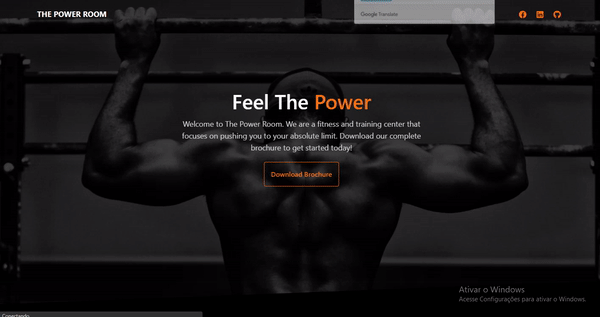 THE POWER ROOM
Google Translate
Feel The Power
Welcome to The Power Room. We are a fitness and training center that
focuses on pushing you to your absolute limit. Download our complete
brochure to get started today!
Download Brochure
Ativar o Windows
Acesse Configurações para ativar o Windows.
Conectando